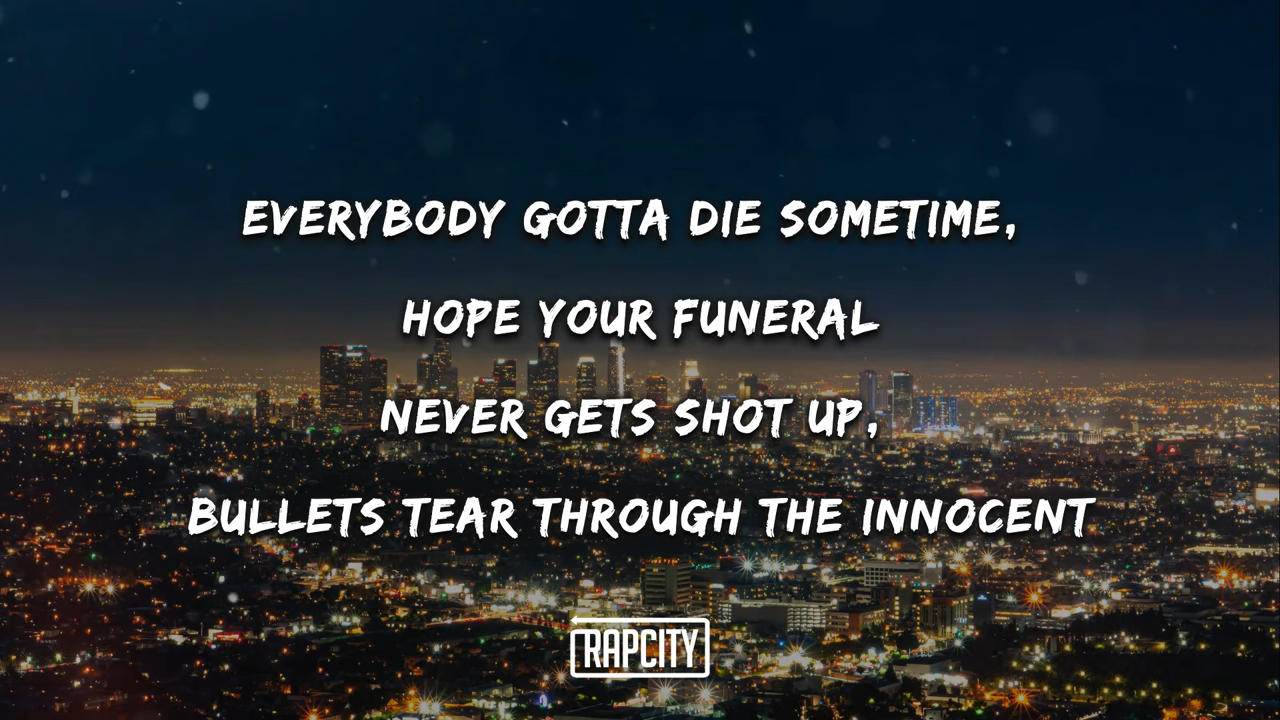 EVERYBODY GOTTA DIE SOMETIME,
HOPE YOUR FUNERAL
NEVER GETS SHOT UP,
BULLETS TEAR THROUGH THE INNOCENT
RAPCITY